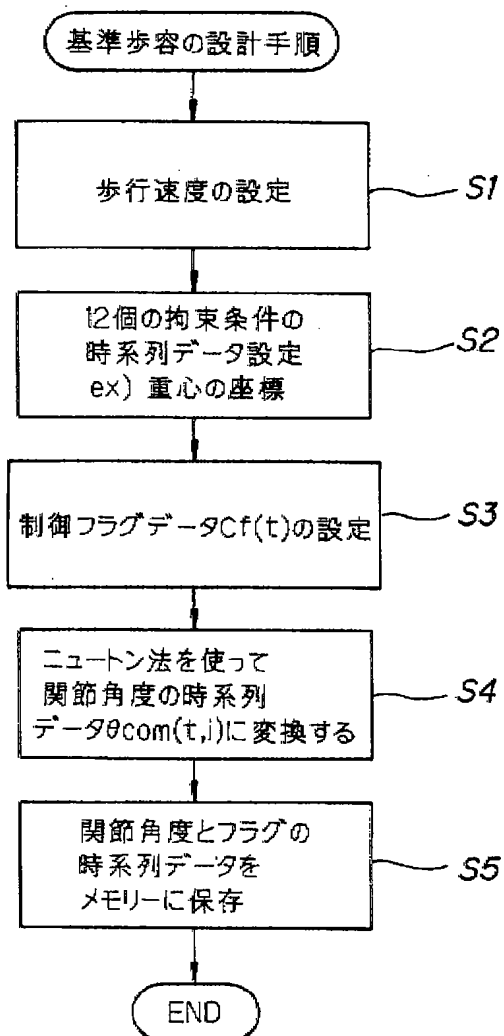 基準歩容の設計手順
歩行速度の設定
S1
12個の拘束条件の
時系列データ設定
ex) 重心の座標
S2
制御フラグデータCf(t)の設定
S3
ニュートン法を使って
関節角度の時系列
データθcom(t,i)に変換する
S4
関節角度とフラグの
時系列データを
メモリーに保存
S5
END